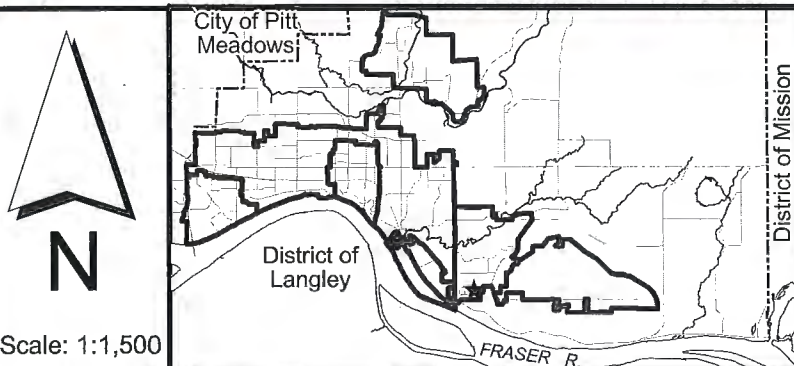 N
Scale: 1:1,500
City of Pitt
Meadows
District of
Langley
District of Mission
FRASER R.